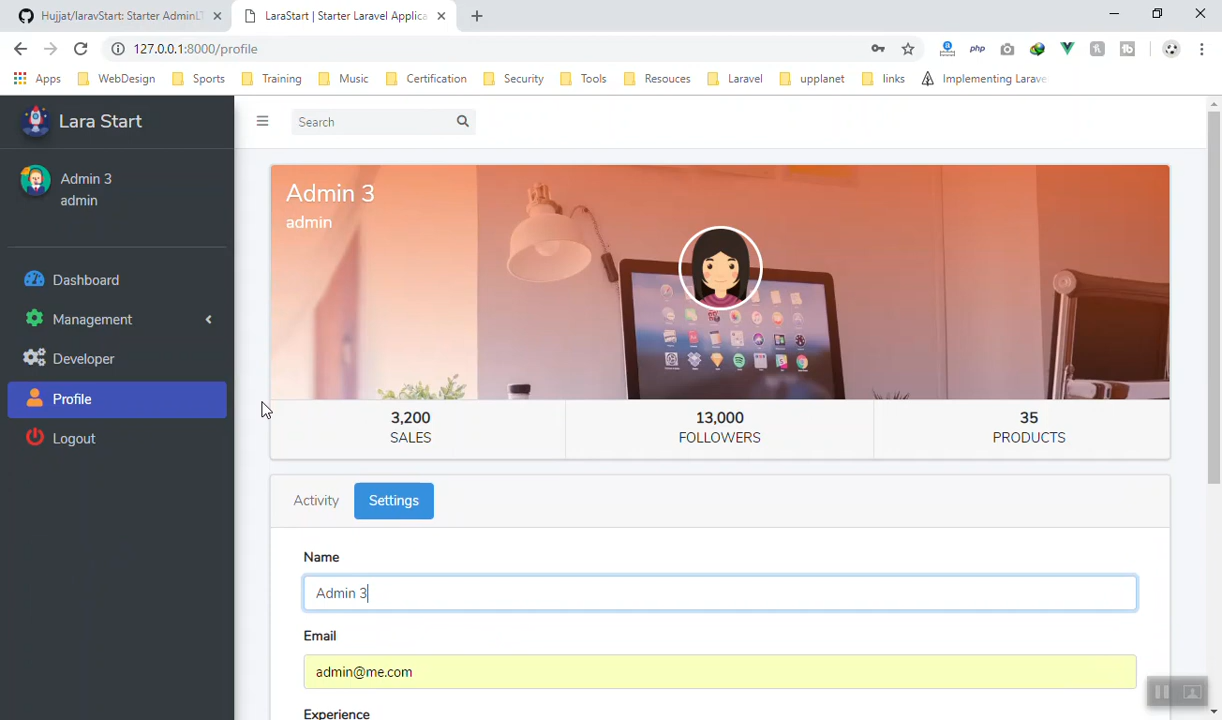 Hujjat/laravStart: Starter AdminLT
LaraStart | Starter Laravel Applica
127.0.0.1:8000/profile
php
Apps
WebDesign
Sports
Training
Music
Certification
Security
Tools
Resouces
Laravel
upplanet
links
Implementing Larave
Lara Start
Search
Admin 3
admin
Dashboard
Management
Developer
Profile
Logout
Admin 3
admin
3,200
SALES
13,000
FOLLOWERS
35
PRODUCTS
Activity
Settings
Name
Admin 3
Email
admin@me.com
Experience